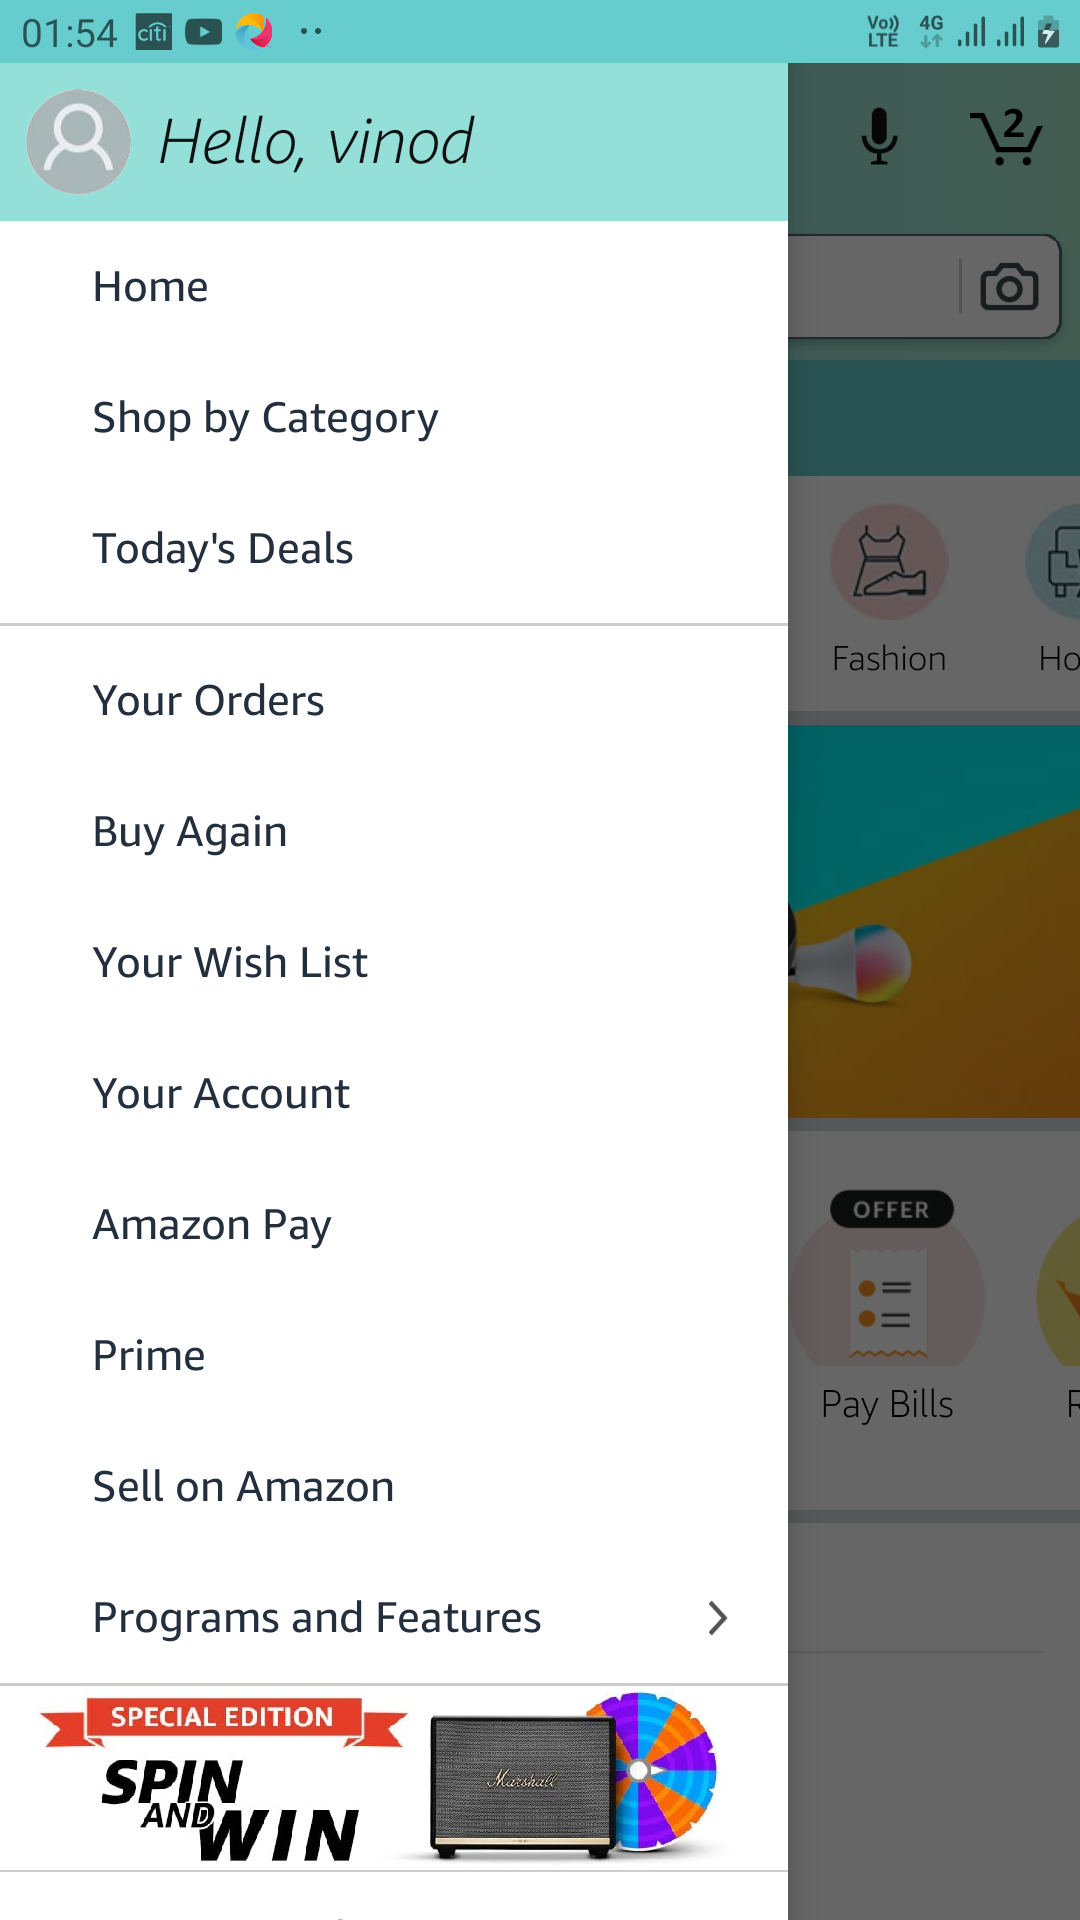 01:54 citi Vo)) LTE 4G
Hello, vinod
2
Home
Shop by Category
Today's Deals
Fashion
Ho
Your Orders
Buy Again
Your Wish List
Your Account
Amazon Pay
OFFER
Prime
Pay Bills
Sell on Amazon
Programs and Features
SPECIAL EDITION
SPIN
AND
WIN
Marshall